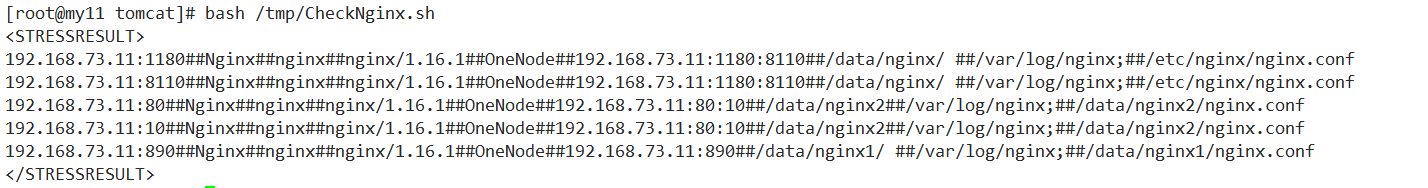 [root@my11 tomcat]# bash /tmp/CheckNginx.sh
<STRESSRESULT>
192.168.73.11:1180##Nginx##nginx##nginx/1.16.1##OneNode##192.168.73.11:1180:8110##/data/nginx/ ##/var/log/nginx;##/etc/nginx/nginx.conf
192.168.73.11:8110##Nginx##nginx##nginx/1.16.1##OneNode##192.168.73.11:1180:8110##/data/nginx/ ##/var/log/nginx;##/etc/nginx/nginx.conf
192.168.73.11:80##Nginx##nginx##nginx/1.16.1##OneNode##192.168.73.11:80:10##/data/nginx2##/var/log/nginx;##/data/nginx2/nginx.conf
192.168.73.11:10##Nginx##nginx##nginx/1.16.1##OneNode##192.168.73.11:80:10##/data/nginx2##/var/log/nginx;##/data/nginx2/nginx.conf
192.168.73.11:890##Nginx##nginx##nginx/1.16.1##OneNode##192.168.73.11:890##/data/nginx1/ ##/var/log/nginx;##/data/nginx1/nginx.conf
</STRESSRESULT>